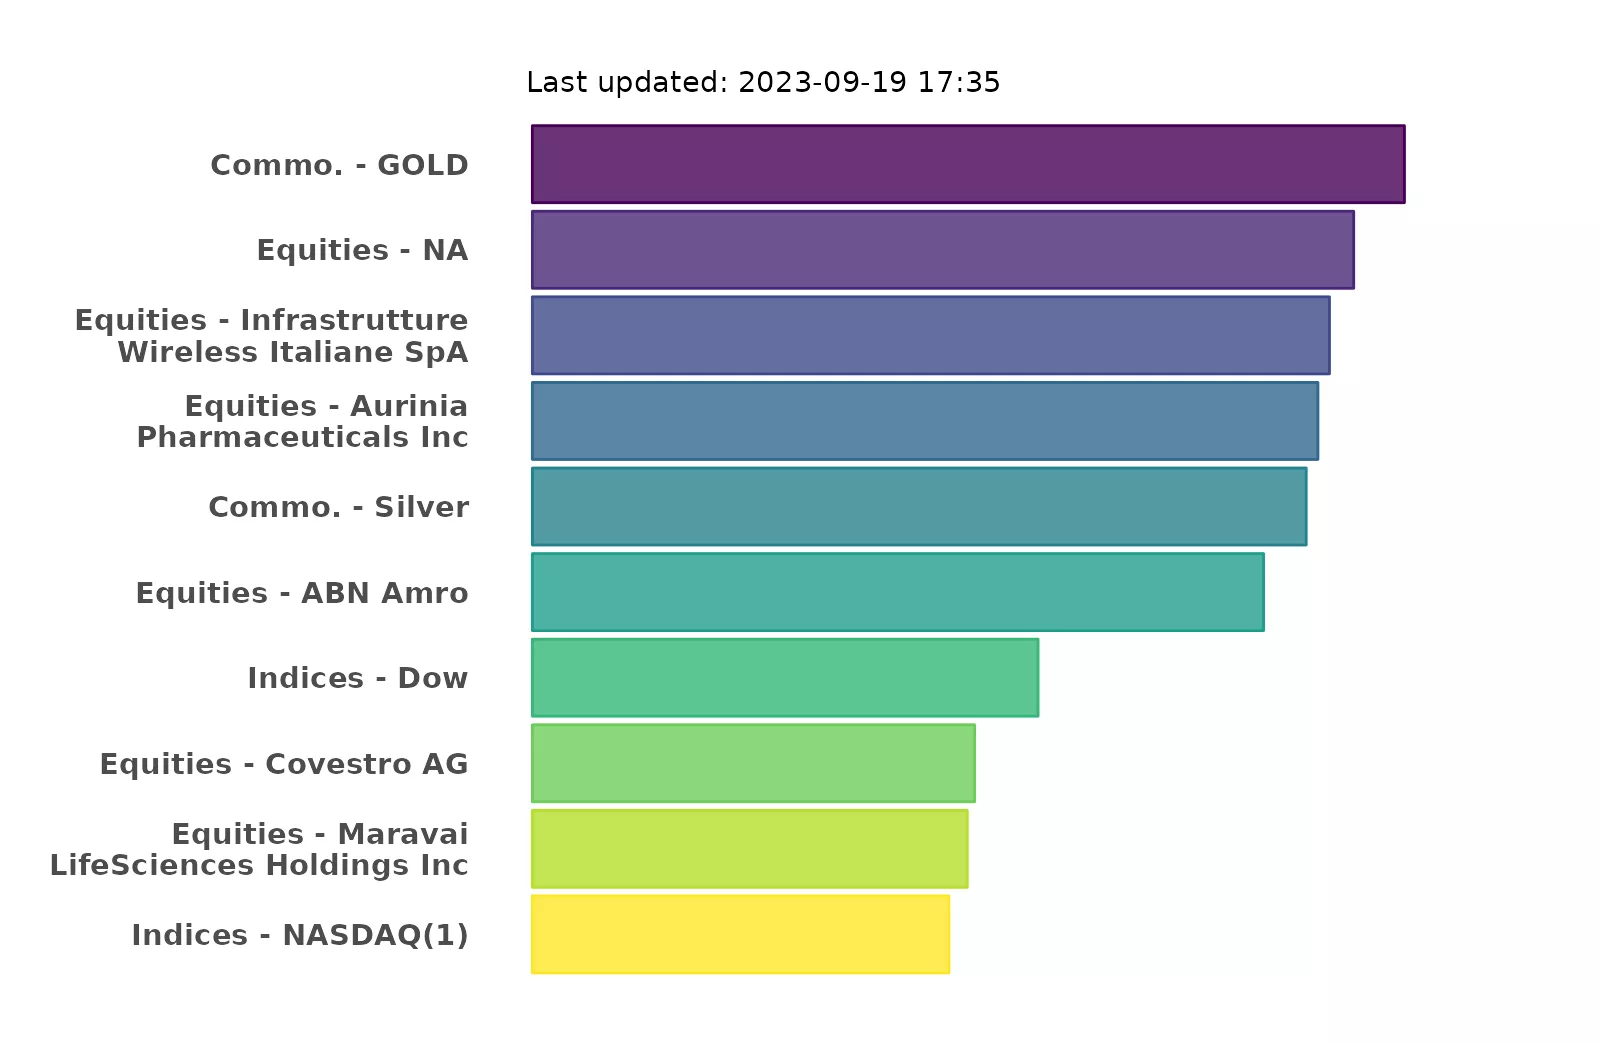 Last updated: 2023-09-19 17:35
Commo. - GOLD
Equities - NA
Equities - Infrastrutture
Wireless Italiane SpA
Equities - Aurinia
Pharmaceuticals Inc
Commo. - Silver
Equities - ABN Amro
Indices - Dow
Equities - Covestro AG
Equities - Maravai
LifeSciences Holdings Inc
Indices - NASDAQ(1)